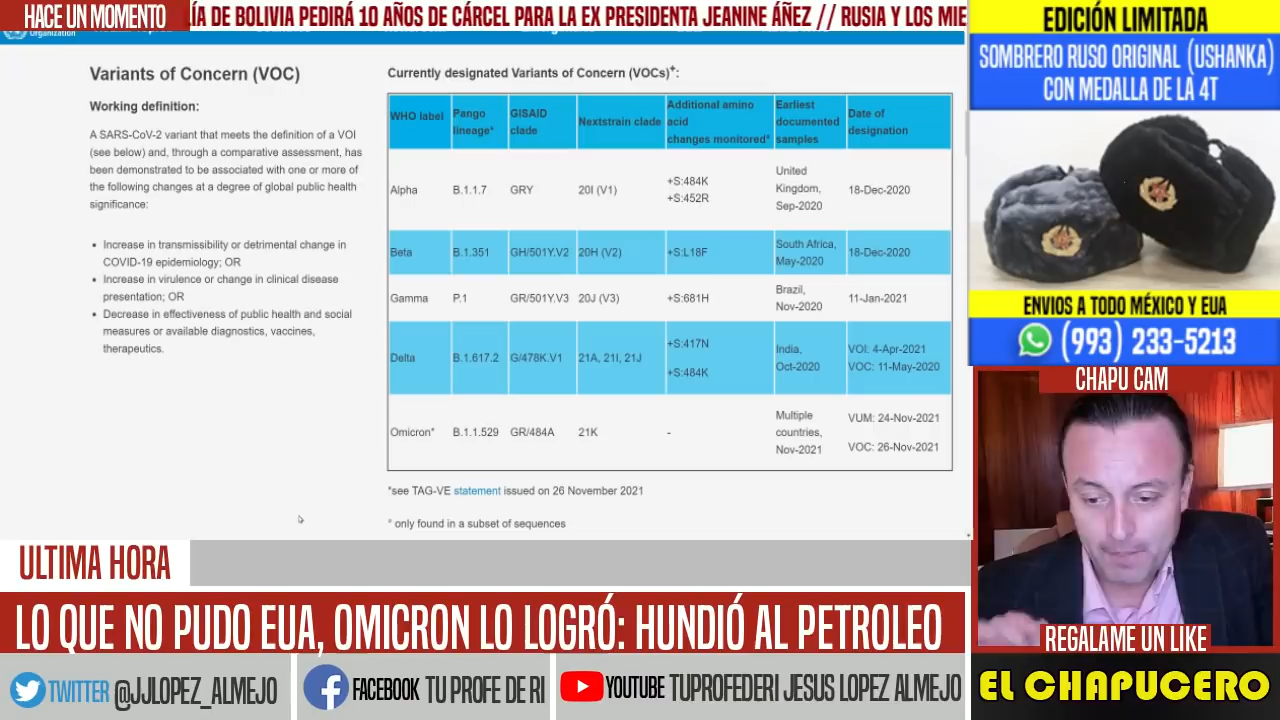 HACE UN MOMENTO
ÍA DE BOLIVIA PEDIRÁ 10 AÑOS DE CÁRCEL PARA LA EX PRESIDENTA JEANINE ÁÑEZ // RUSIA Y LOS MIE
Organization
Variants of Concern (VOC)
Working definition:
A SARS-CoV-2 variant that meets the definition of a VOI
(see below) and, through a comparative assessment, has
been demonstrated to be associated with one or more of
the following changes at a degree of global public health
significance:
• Increase in transmissibility or detrimental change in
COVID-19 epidemiology; OR
• Increase in virulence or change in clinical disease
presentation; OR
• Decrease in effectiveness of public health and social
measures or available diagnostics, vaccines,
therapeutics.
Currently designated Variants of Concern (VOCs)+:
WHO label Pango lineage* GISAID clade Nextstrain clade Additional amino acid changes monitored° Earliest documented samples Date of designation
Alpha B.1.1.7 GRY 20I (V1) +S:484K +S:452R United Kingdom, Sep-2020 18-Dec-2020
Beta B.1.351 GH/501Y.V2 20H (V2) +S:L18F South Africa, May-2020 18-Dec-2020
Gamma P.1 GR/501Y.V3 20J (V3) +S:681H Brazil, Nov-2020 11-Jan-2021
Delta B.1.617.2 G/478K.V1 21A, 21I, 21J +S:417N +S:484K India, Oct-2020 VOI: 4-Apr-2021 VOC: 11-May-2020
Omicron* B.1.1.529 GR/484A 21K - Multiple countries, Nov-2021 VUM: 24-Nov-2021 VOC: 26-Nov-2021
*see TAG-VE statement issued on 26 November 2021
° only found in a subset of sequences
EDICIÓN LIMITADA
SOMBRERO RUSO ORIGINAL (USHANKA)
CON MEDALLA DE LA 4T
ENVIOS A TODO MÉXICO Y EUA
(993) 233-5213
CHAPU CAM
REGALAME UN LIKE
ULTIMA HORA
LO QUE NO PUDO EUA, OMICRON LO LOGRÓ: HUNDIÓ AL PETROLEO
TWITTER @JJLOPEZ_ALMEJO
FACEBOOK TU PROFE DE RI
YOUTUBE TUPROFEDERI JESUS LOPEZ ALMEJO
EL CHAPUCERO